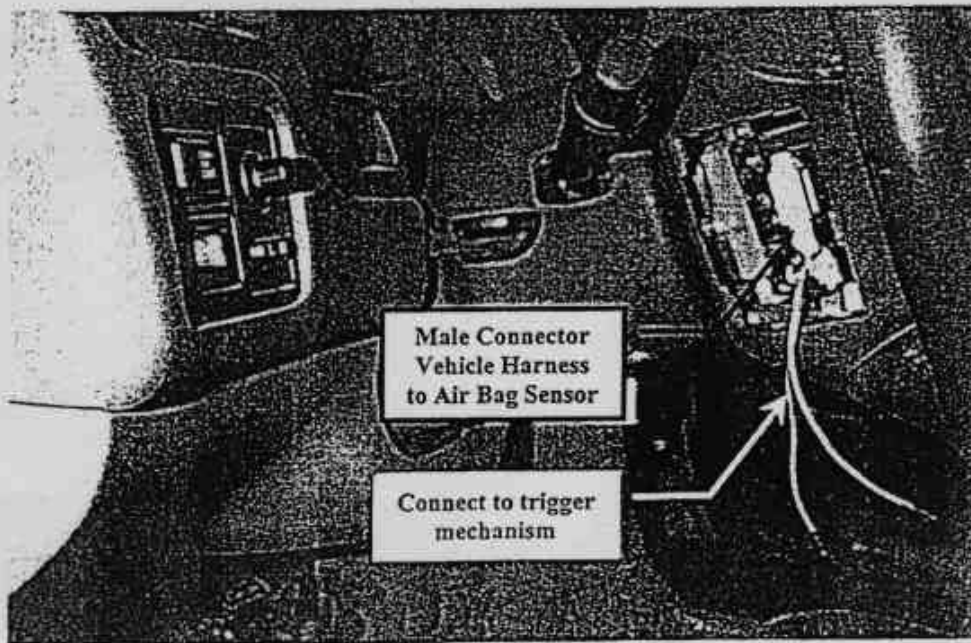 Male Connector
Vehicle Harness
to Air Bag Sensor
Connect to trigger
mechanism